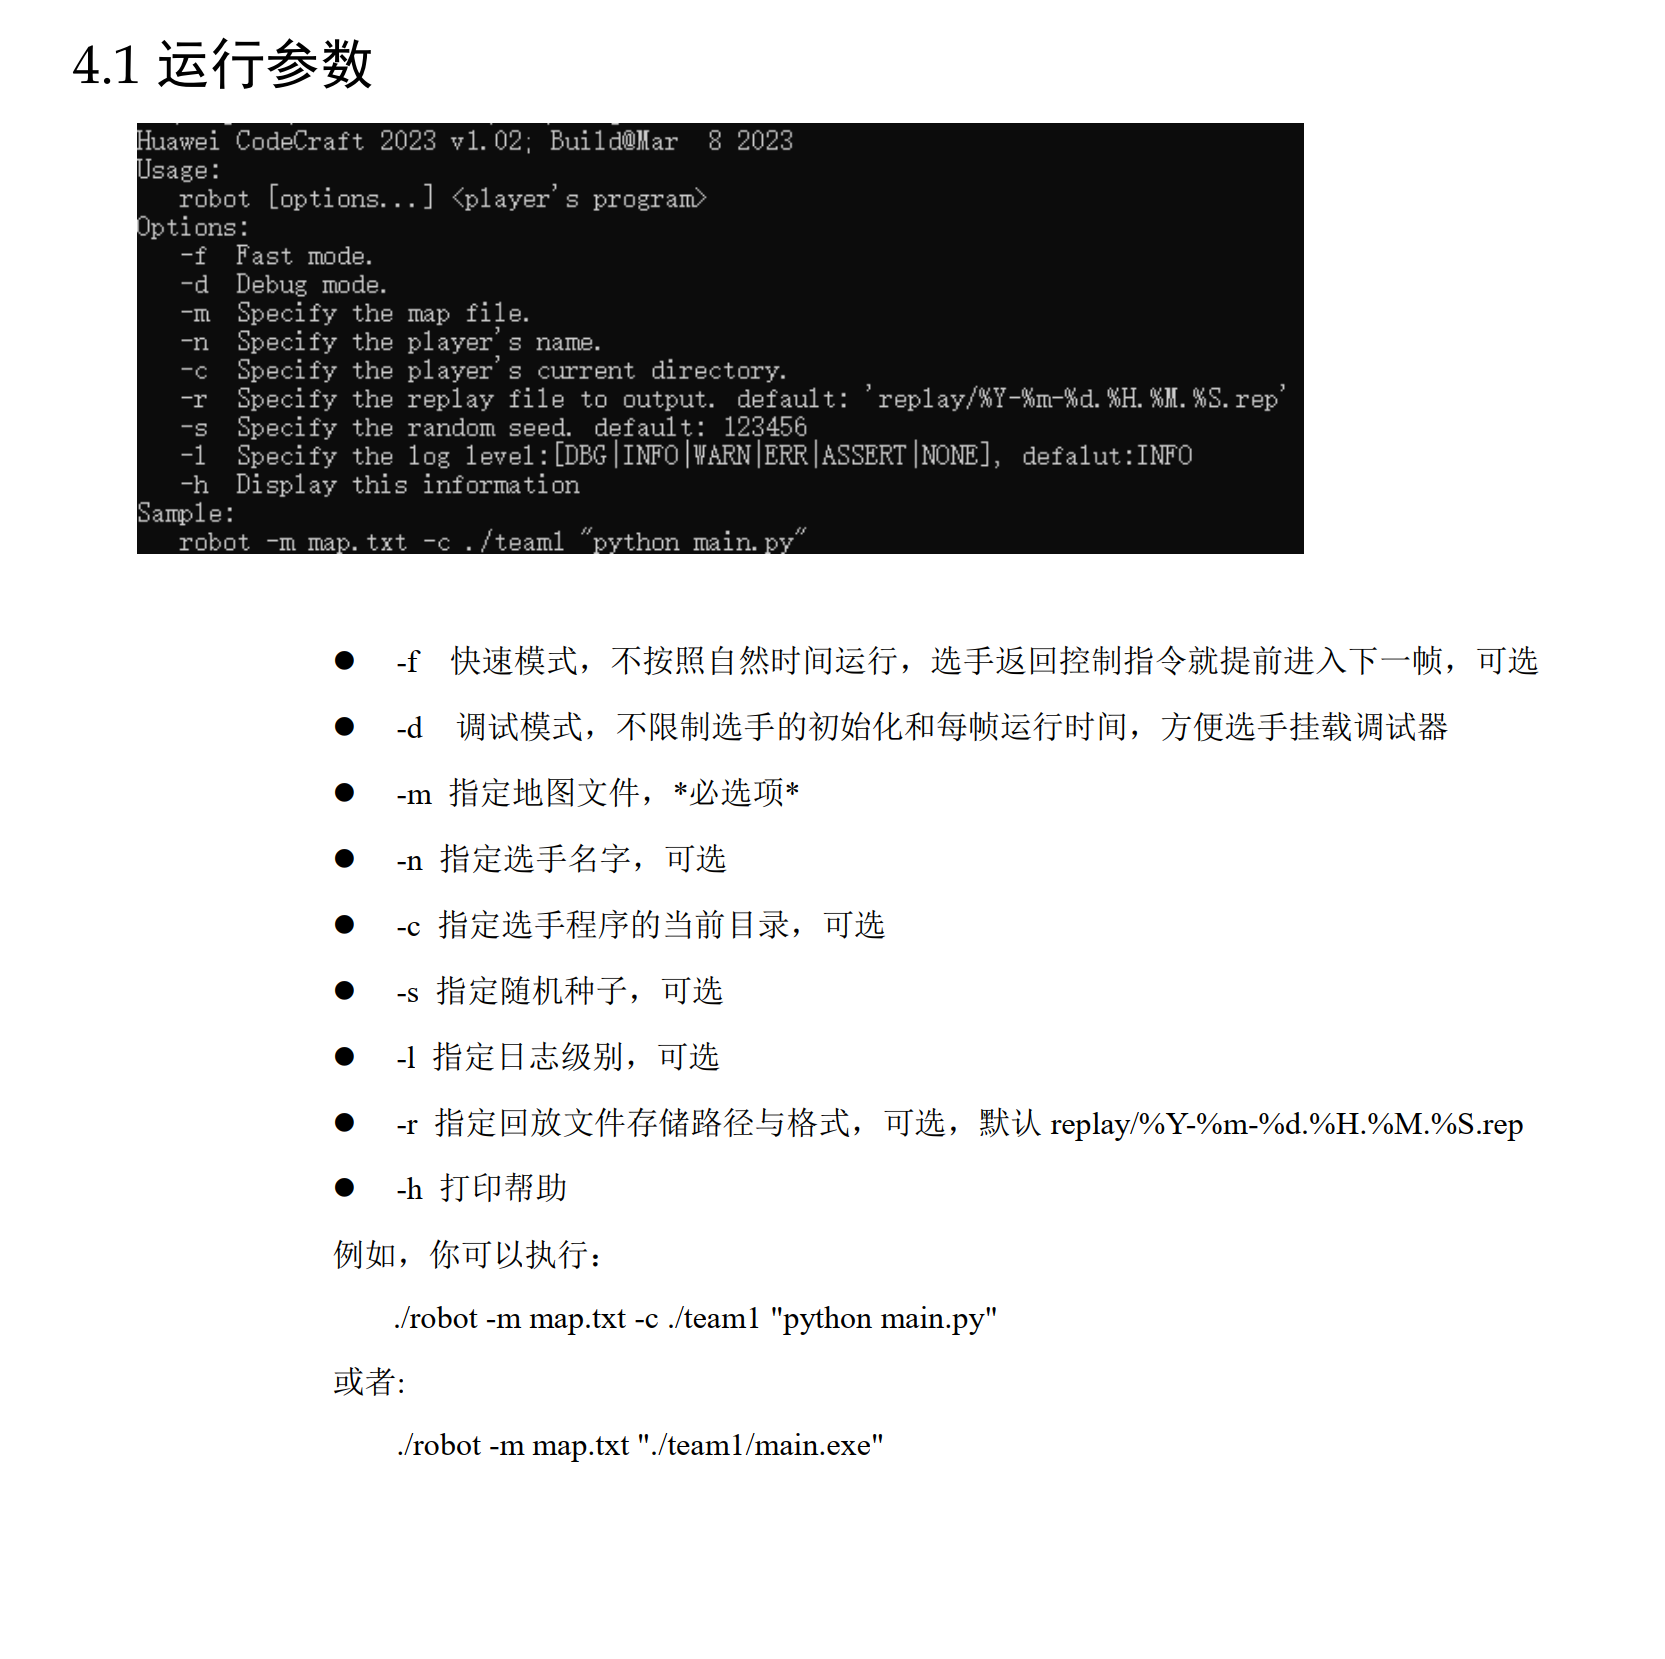 4.1 运行参数
Huawei CodeCraft 2023 v1.02; Build@Mar  8 2023
Usage:
robot [options...] <player's program>
Options:
-f  Fast mode.
-d  Debug mode.
-m  Specify the map file.
-n  Specify the player's name.
-c  Specify the player's current directory.
-r  Specify the replay file to output. default: 'replay/%Y-%m-%d.%H.%M.%S.rep'
-s  Specify the random seed. default: 123456
-l  Specify the log level:[DBG|INFO|WARN|ERR|ASSERT|NONE], defalut:INFO
-h  Display this information
Sample:
robot -m map.txt -c ./team1 "python main.py"
● -f 快速模式，不按照自然时间运行，选手返回控制指令就提前进入下一帧，可选
● -d 调试模式，不限制选手的初始化和每帧运行时间，方便选手挂载调试器
● -m 指定地图文件，*必选项*
● -n 指定选手名字，可选
● -c 指定选手程序的当前目录，可选
● -s 指定随机种子，可选
● -l 指定日志级别，可选
● -r 指定回放文件存储路径与格式，可选，默认 replay/%Y-%m-%d.%H.%M.%S.rep
● -h 打印帮助
例如，你可以执行：
./robot -m map.txt -c ./team1 "python main.py"
或者:
./robot -m map.txt "./team1/main.exe"